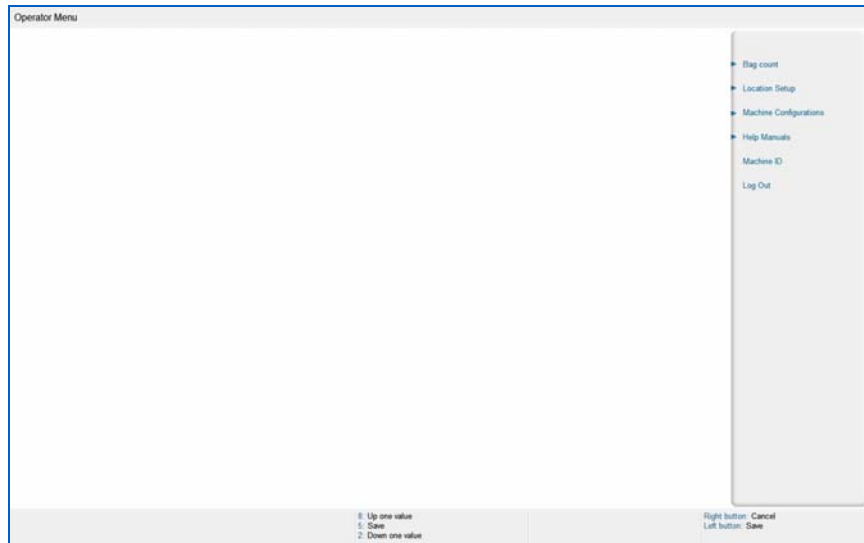 Operator Menu
Bag count
Location Setup
Machine Configurations
Help Manuals
Machine ID
Log Out
8: Up one value
5: Save
2: Down one value
Right button: Cancel
Left button: Save